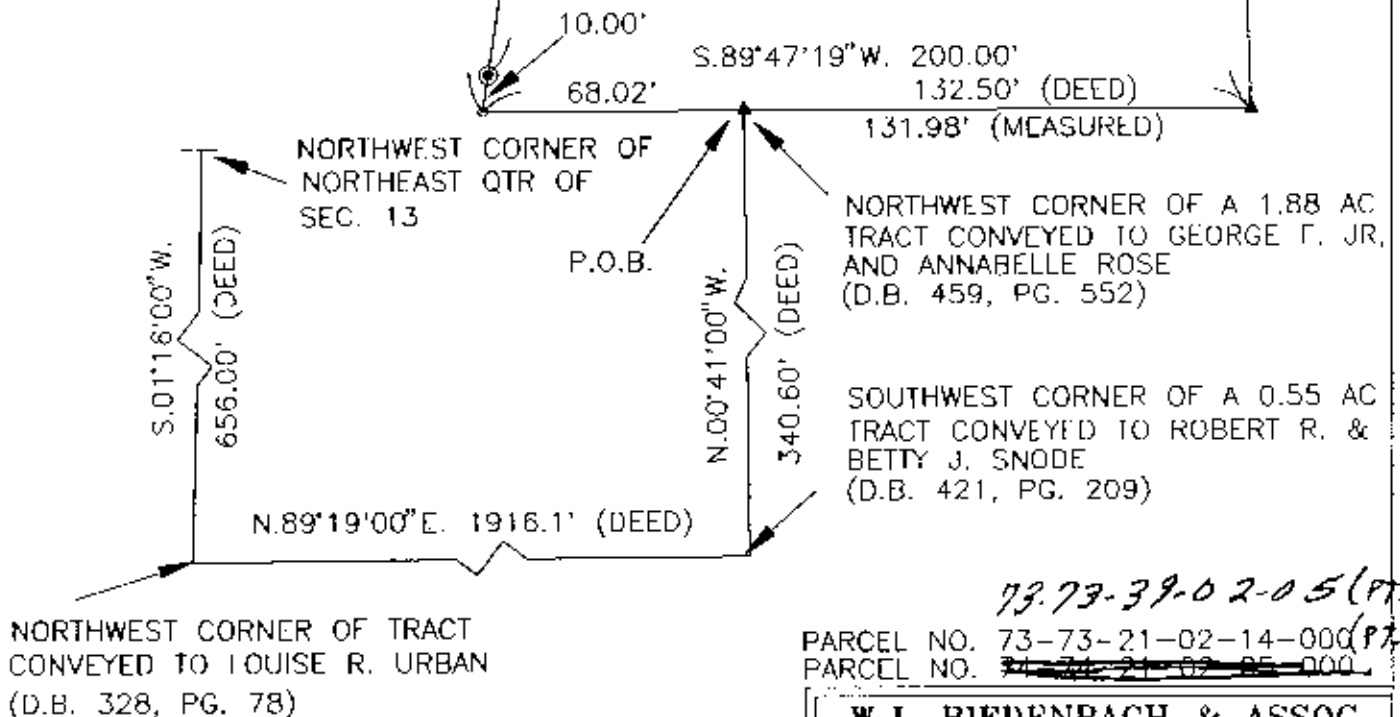 10.00'
S.89°47'19"W. 200.00'
68.02'
132.50' (DEED)
131.98' (MEASURED)
NORTHWEST CORNER OF
NORTHEAST QTR OF
SEC. 13
P.O.B.
NORTHWEST CORNER OF A 1.88 AC
TRACT CONVEYED TO GEORGE F. JR,
AND ANNABELLE ROSE
(D.B. 459, PG. 552)
S.01°16'00"W.
656.00' (DEED)
N.00°41'00"W.
340.60' (DEED)
SOUTHWEST CORNER OF A 0.55 AC
TRACT CONVEYED TO ROBERT R. &
BETTY J. SNODE
(D.B. 421, PG. 209)
N.89°19'00"E. 1916.1' (DEED)
NORTHWEST CORNER OF TRACT
CONVEYED TO LOUISE R. URBAN
(D.B. 328, PG. 78)
73-73-39-02-05 (PT.
PARCEL NO. 73-73-21-02-14-000 (PT.
PARCEL NO.
W.J. BIEDENBACH & ASSOC